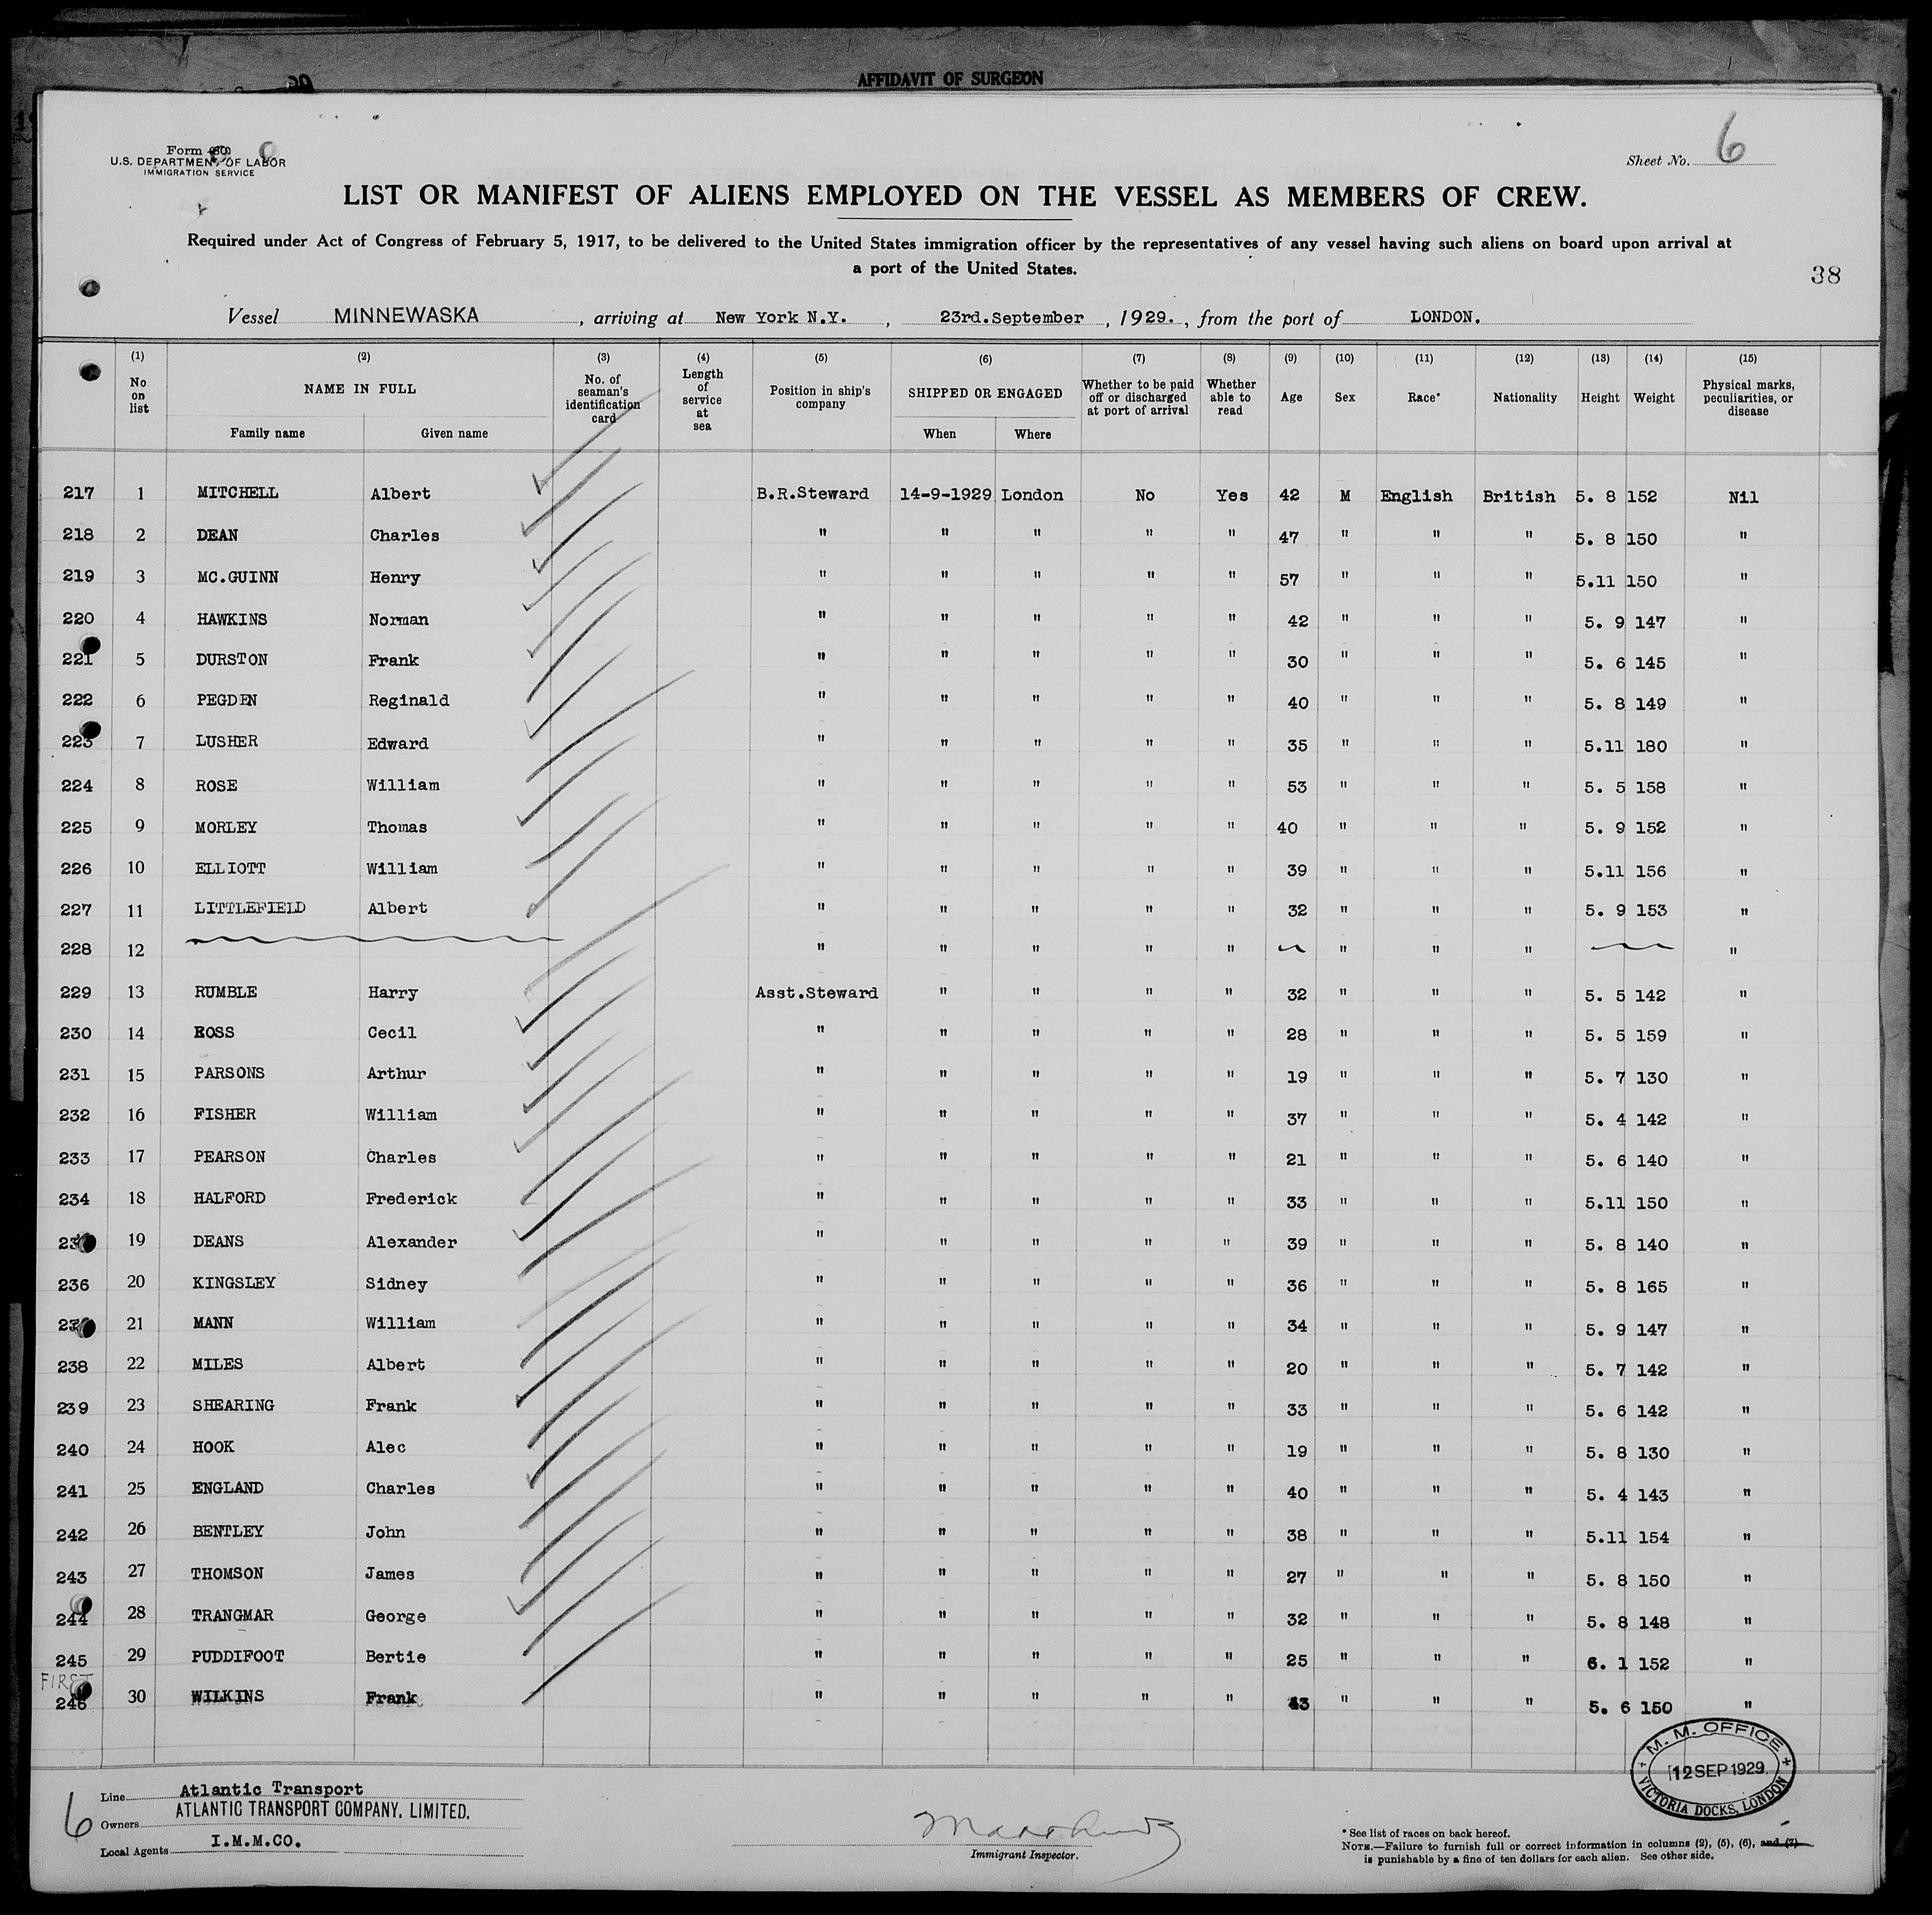 AFFIDAVIT OF SURGEON
6
Form
U.S. DEPARTMENT OF LABOR
IMMIGRATION SERVICE
Sheet No. 6
LIST OR MANIFEST OF ALIENS EMPLOYED ON THE VESSEL AS MEMBERS OF CREW.
Required under Act of Congress of February 5, 1917, to be delivered to the United States immigration officer by the representatives of any vessel having such aliens on board upon arrival at
a port of the United States.
38
Vessel MINNEWASKA, arriving at New York N.Y., 23rd.September, 1929., from the port of LONDON.
(1) (2) (3) (4) (5) (6) (7) (8) (9) (10) (11) (12) (13) (14) (15)
No on list NAME IN FULL Family name Given name No. of seaman's identification card Length of service at sea Position in ship's company SHIPPED OR ENGAGED When Where Whether to be paid off or discharged at port of arrival Whether able to read Age Sex Race* Nationality Height Weight Physical marks, peculiarities, or disease
217 1 MITCHELL Albert B.R.Steward 14-9-1929 London No Yes 42 M English British 5. 8 152 Nil
218 2 DEAN Charles " " " " " 47 " " " 5. 8 150 "
219 3 MC.GUINN Henry " " " " " 57 " " " 5.11 150 "
220 4 HAWKINS Norman " " " " " 42 " " " 5. 9 147 "
221 5 DURSTON Frank " " " " " 30 " " " 5. 6 145 "
222 6 PEGDEN Reginald " " " " " 40 " " " 5. 8 149 "
223 7 LUSHER Edward " " " " " 35 " " " 5.11 180 "
224 8 ROSE William " " " " " 53 " " " 5. 5 158 "
225 9 MORLEY Thomas " " " " " 40 " " " 5. 9 152 "
226 10 ELLIOTT William " " " " " 39 " " " 5.11 156 "
227 11 LITTLEFIELD Albert " " " " " 32 " " " 5. 9 153 "
228 12 " " " " " " " " "
229 13 RUMBLE Harry Asst.Steward " " " " 32 " " " 5. 5 142 "
230 14 ROSS Cecil " " " " " 28 " " " 5. 5 159 "
231 15 PARSONS Arthur " " " " " 19 " " " 5. 7 130 "
232 16 FISHER William " " " " " 37 " " " 5. 4 142 "
233 17 PEARSON Charles " " " " " 21 " " " 5. 6 140 "
234 18 HALFORD Frederick " " " " " 33 " " " 5.11 150 "
23 19 DEANS Alexander " " " " " 39 " " " 5. 8 140 "
236 20 KINGSLEY Sidney " " " " " 36 " " " 5. 8 165 "
23 21 MANN William " " " " " 34 " " " 5. 9 147 "
238 22 MILES Albert " " " " " 20 " " " 5. 7 142 "
239 23 SHEARING Frank " " " " " 33 " " " 5. 6 142 "
240 24 HOOK Alec " " " " " 19 " " " 5. 8 130 "
241 25 ENGLAND Charles " " " " " 40 " " " 5. 4 143 "
242 26 BENTLEY John " " " " " 38 " " " 5.11 154 "
243 27 THOMSON James " " " " " 27 " " " 5. 8 150 "
244 28 TRANGMAR George " " " " " 32 " " " 5. 8 148 "
245 29 PUDDIFOOT Bertie " " " " " 25 " " " 6. 1 152 "
FIRST
246 30 WILKINS Frank " " " " " 43 " " " 5. 6 150 "
M. M. OFFICE
12 SEP 1929
VICTORIA DOCKS, LONDON
6
Line Atlantic Transport
Owners ATLANTIC TRANSPORT COMPANY, LIMITED.
Local Agents I.M.M.CO.
Immigrant Inspector.
* See list of races on back hereof.
NOTE.—Failure to furnish full or correct information in columns (2), (5), (6), and (7)
is punishable by a fine of ten dollars for each alien. See other side.